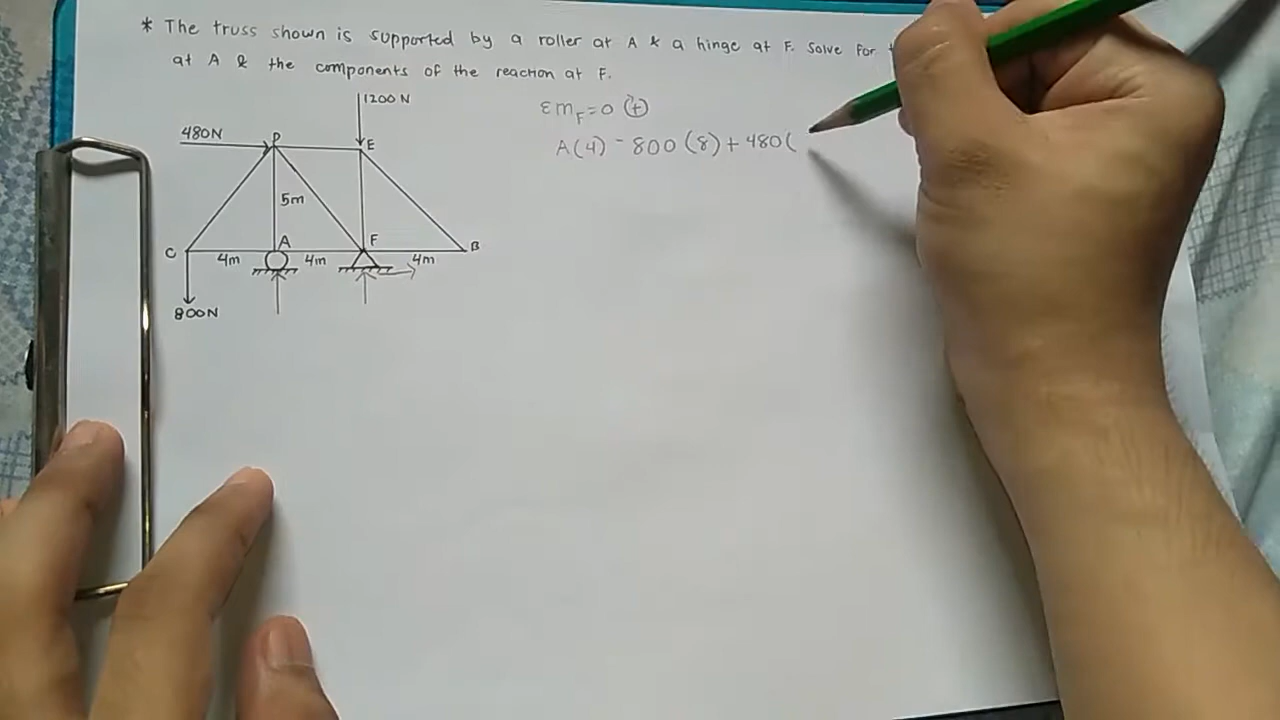 * The truss shown is supported by a roller at A & a hinge at F. Solve for
at A & the components of the reaction at F.
1200 N
εm_F=0 (+)
480N
P
E
A(4) -800 (8) + 480(
5m
C
A
F
B
4m
4m
4m
800N